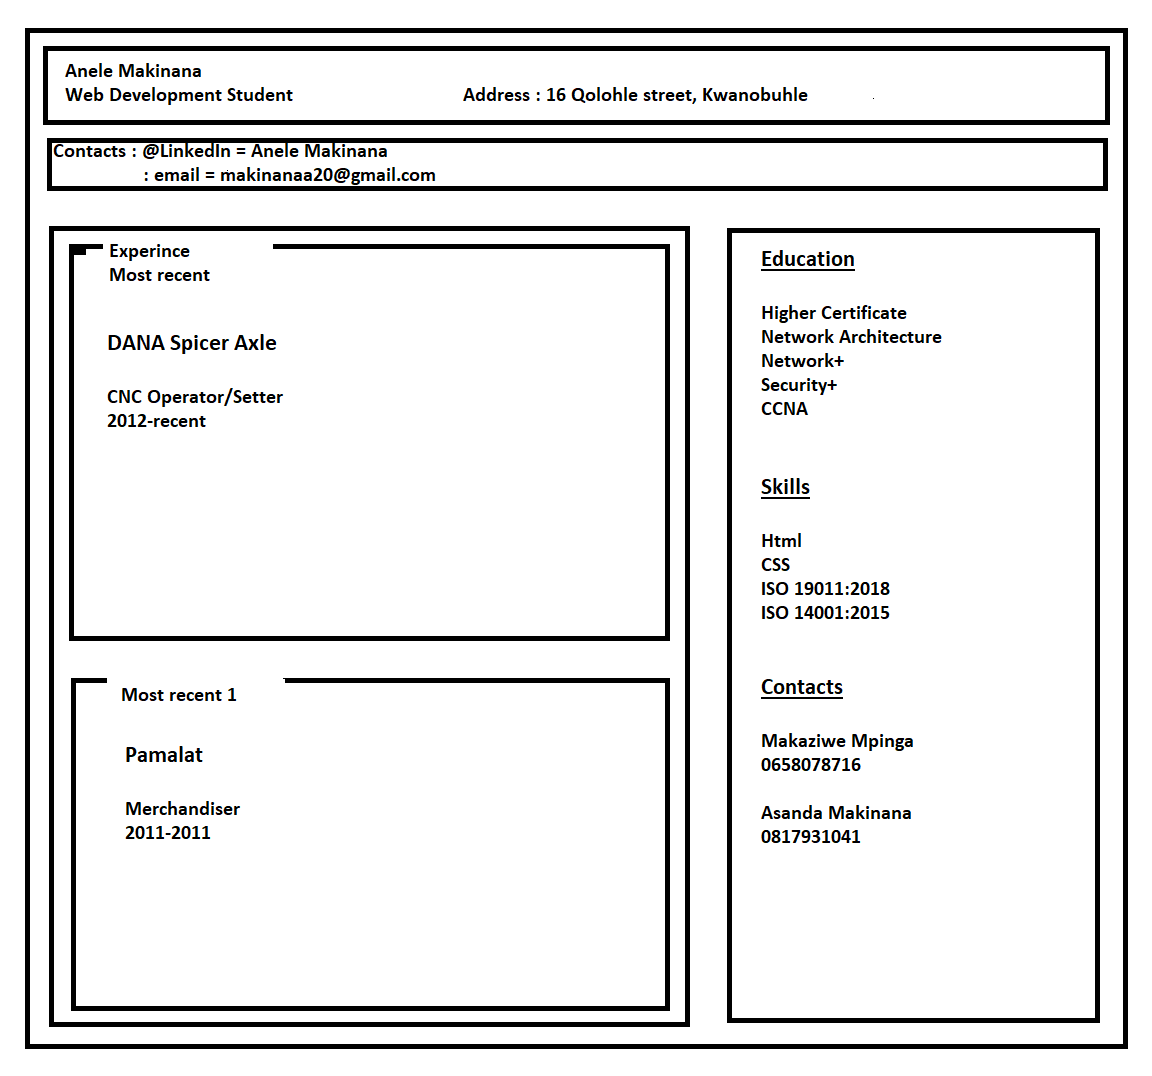 Anele Makinana
Web Development Student Address : 16 Qolohle street, Kwanobuhle
Contacts : @LinkedIn = Anele Makinana
: email = makinanaa20@gmail.com
Experince
Most recent
DANA Spicer Axle
CNC Operator/Setter
2012-recent
Most recent 1
Pamalat
Merchandiser
2011-2011
Education
Higher Certificate
Network Architecture
Network+
Security+
CCNA
Skills
Html
CSS
ISO 19011:2018
ISO 14001:2015
Contacts
Makaziwe Mpinga
0658078716
Asanda Makinana
0817931041